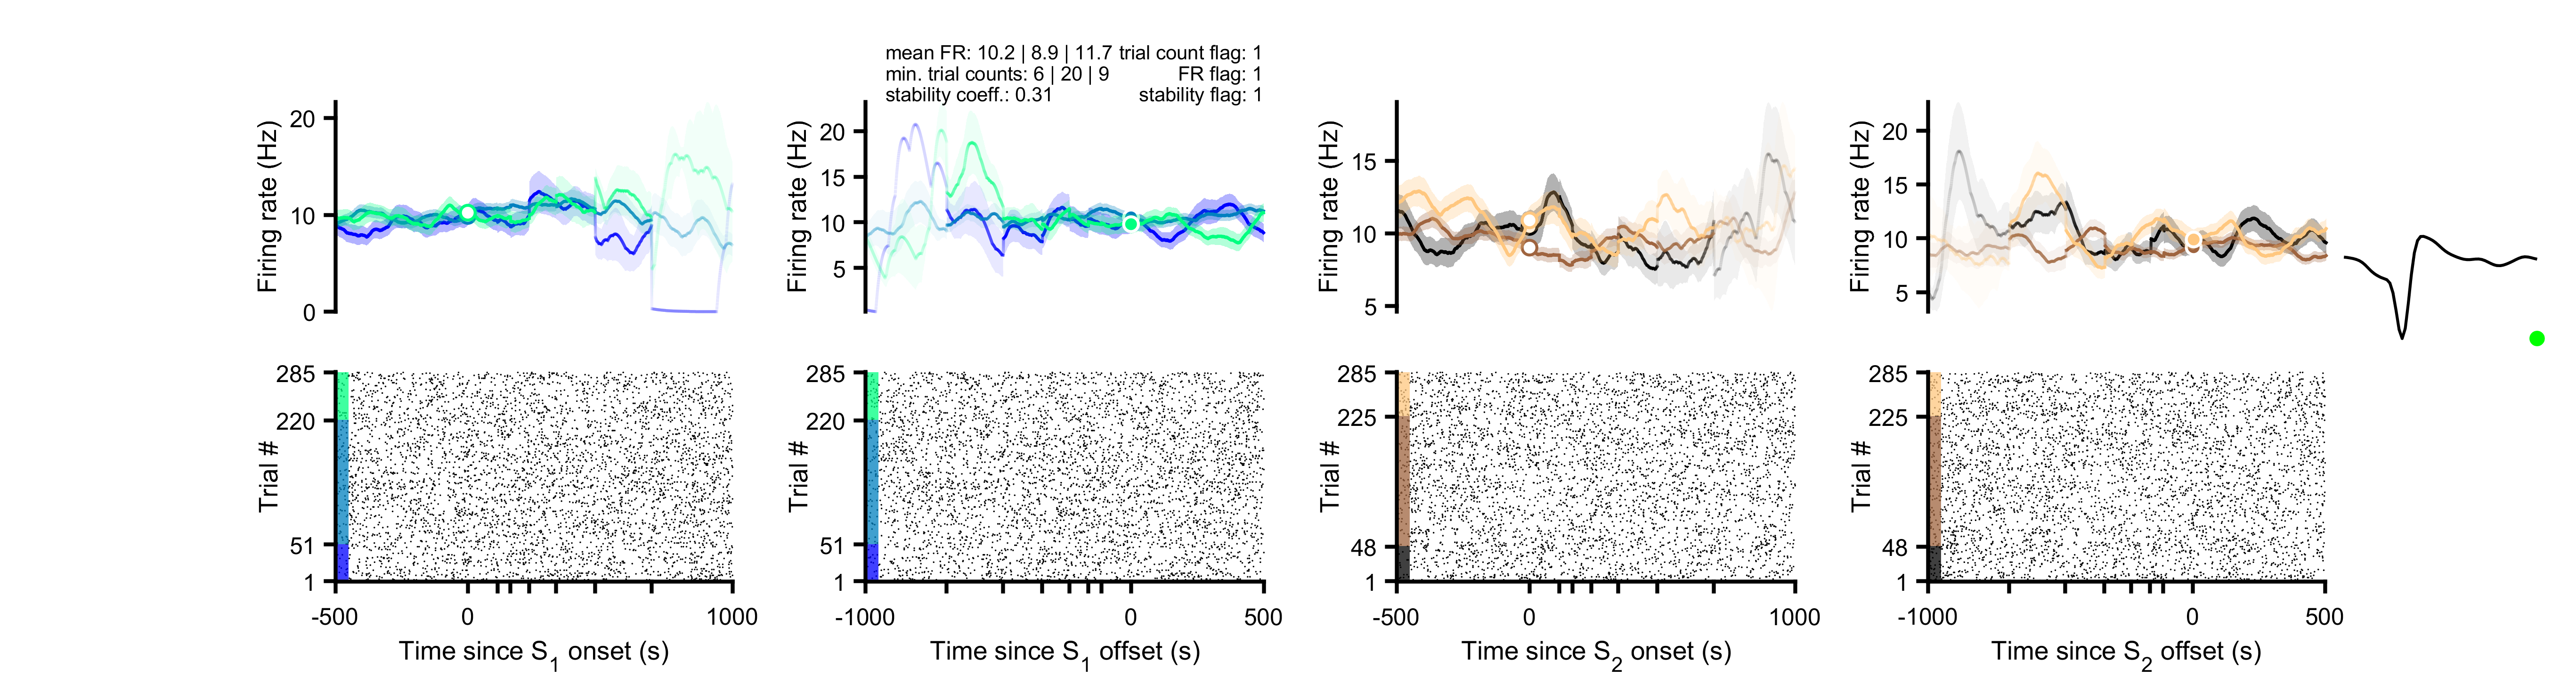 mean FR: 10.2 | 8.9 | 11.7 trial count flag: 1
min. trial counts: 6 | 20 | 9 FR flag: 1
stability coeff.: 0.31 stability flag: 1
Firing rate (Hz)
20
10
0
Firing rate (Hz)
20
15
10
5
Firing rate (Hz)
15
10
5
Firing rate (Hz)
20
15
10
5
Trial #
285
220
51
1
-500 0 1000
Time since S1 onset (s)
Trial #
285
220
51
1
-1000 0 500
Time since S1 offset (s)
Trial #
285
225
48
1
-500 0 1000
Time since S2 onset (s)
Trial #
285
225
48
1
-1000 0 500
Time since S2 offset (s)